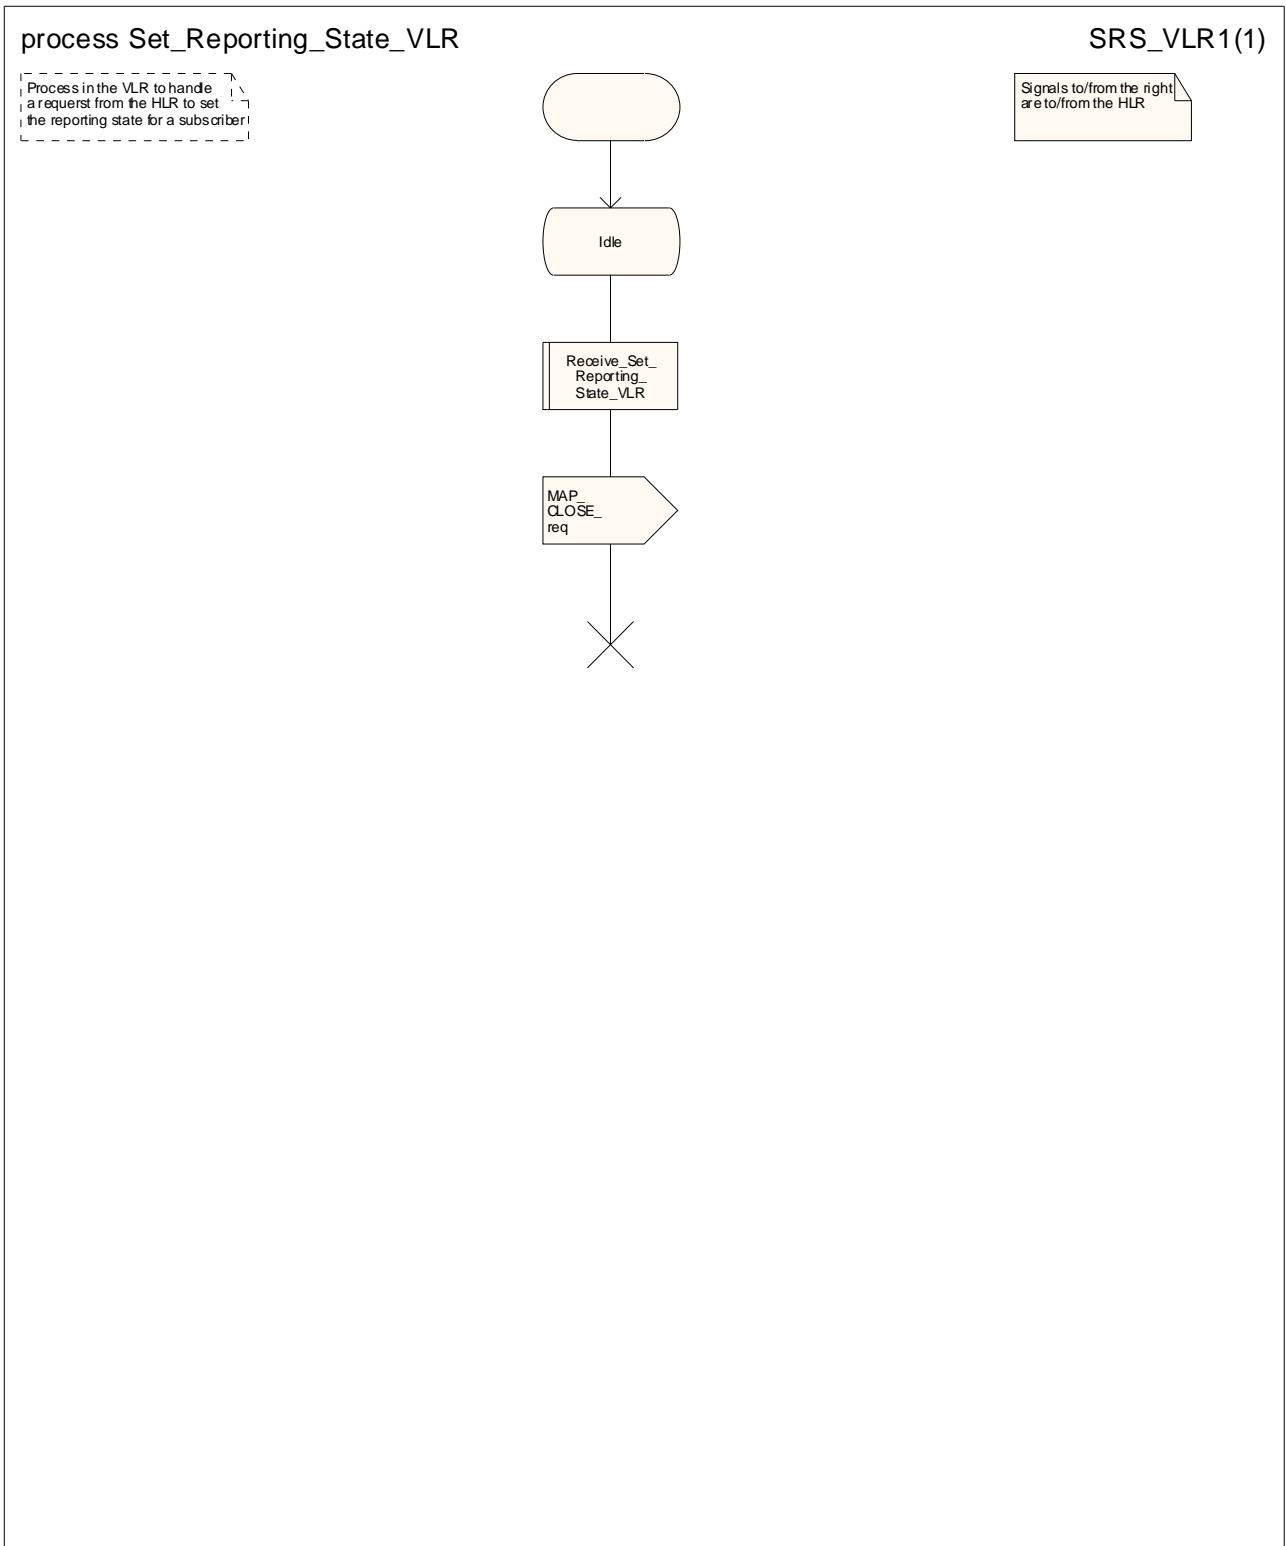 process Set_Reporting_State_VLR
SRS_VLR1(1)
Process in the VLR to handle
a requerst from the HLR to set
the reporting state for a subscriber
Signals to/from the right
are to/from the HLR
Idle
Receive_Set_
Reporting_
State_VLR
MAP_
CLOSE_
req